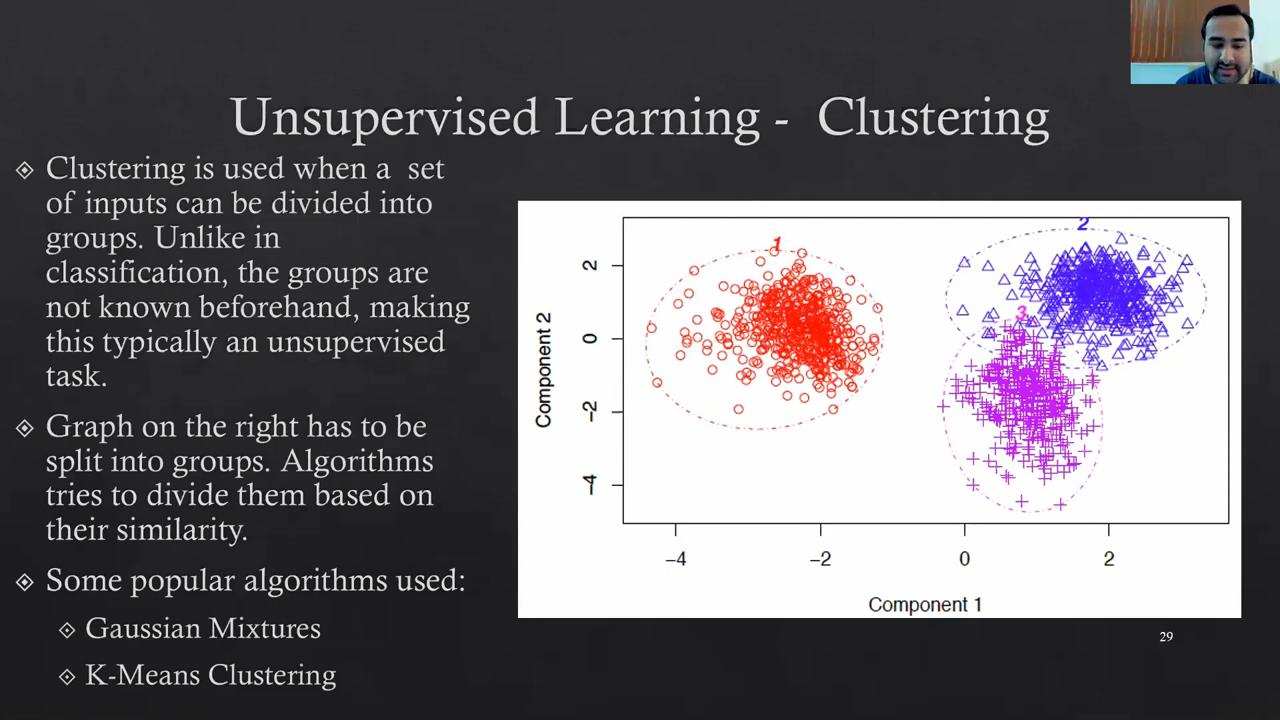 Unsupervised Learning - Clustering
Clustering is used when a set
of inputs can be divided into
groups. Unlike in
classification, the groups are
not known beforehand, making
this typically an unsupervised
task.
Graph on the right has to be
split into groups. Algorithms
tries to divide them based on
their similarity.
Some popular algorithms used:
Gaussian Mixtures
K-Means Clustering
Component 2
2
0
−2
−4
1
2
3
−4 −2 0 2
Component 1
29